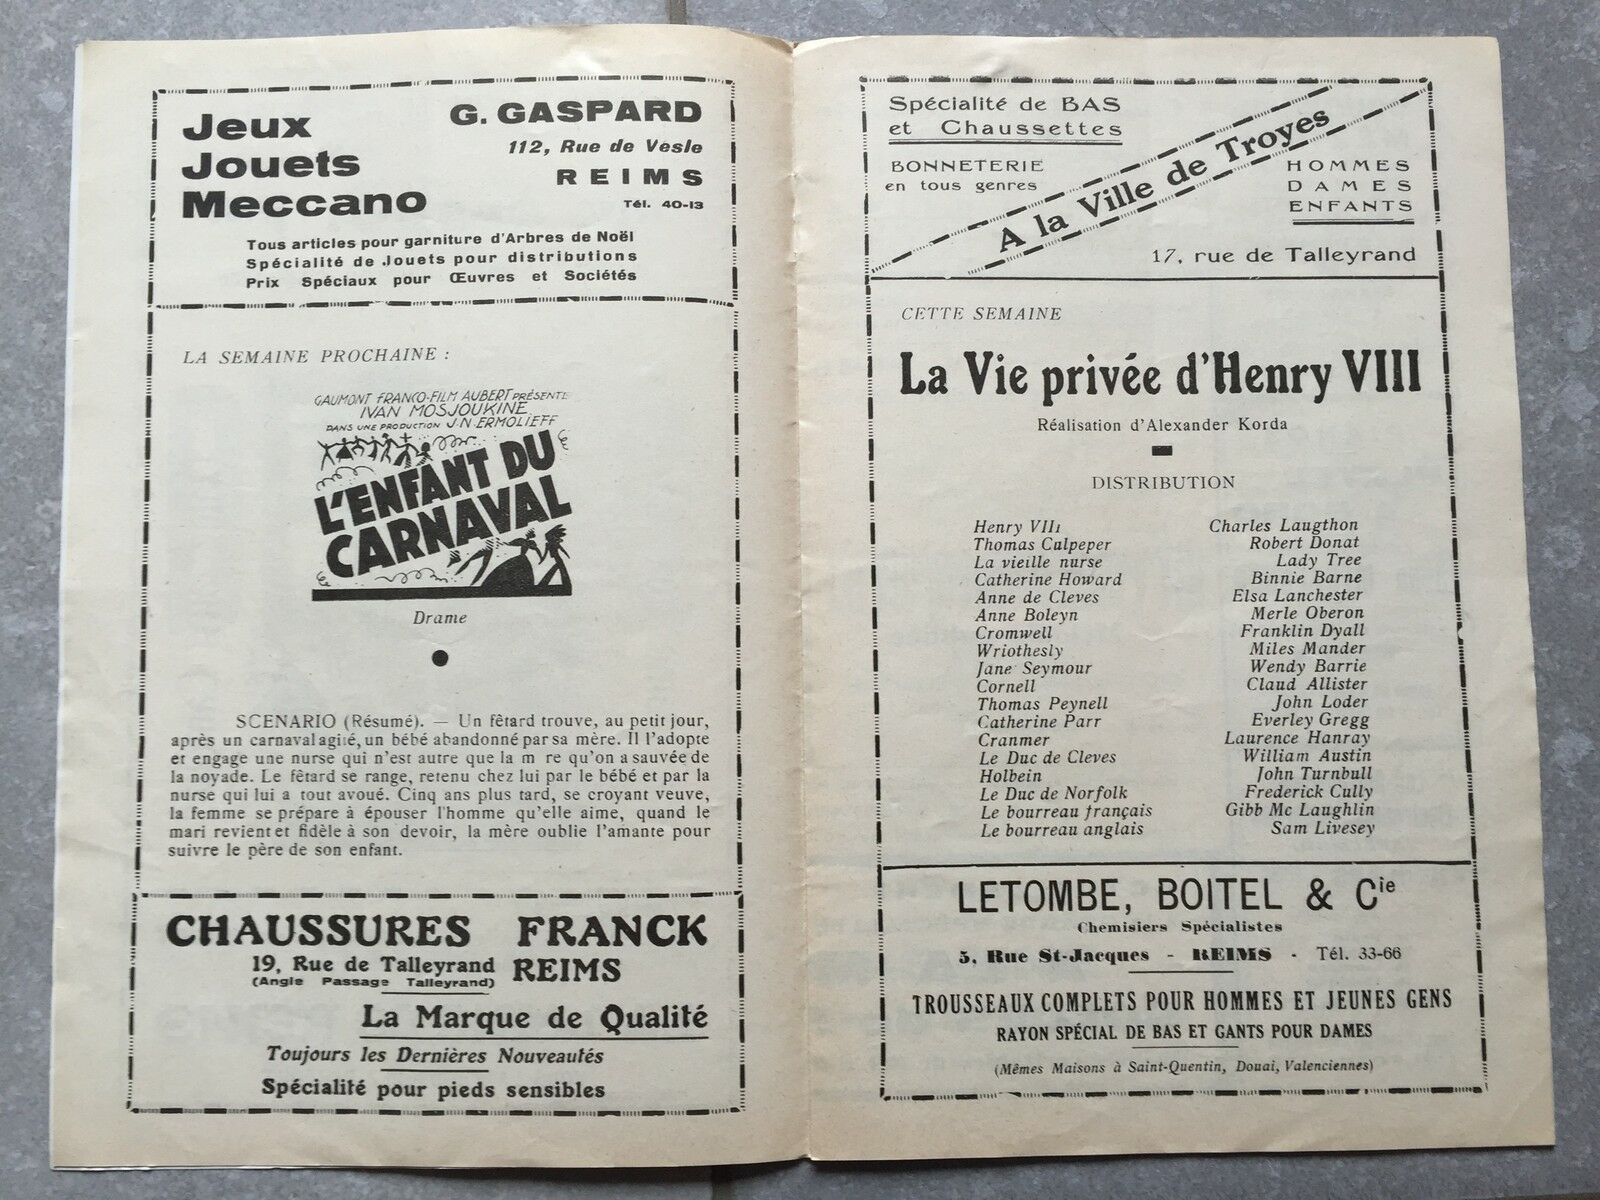 Jeux
Jouets
Meccano
G. GASPARD
112, Rue de Vesle
REIMS
Tél. 40-13
Tous articles pour garniture d'Arbres de Noël
Spécialité de Jouets pour distributions
Prix Spéciaux pour Œuvres et Sociétés
LA SEMAINE PROCHAINE :
GAUMONT FRANCO-FILM AUBERT PRÉSENTE
IVAN MOSJOUKINE
DANS UNE PRODUCTION J.N. ERMOLIEFF
L'ENFANT DU
CARNAVAL
Drame
SCENARIO (Résumé). — Un fêtard trouve, au petit jour,
après un carnaval agité, un bébé abandonné par sa mère. Il l'adopte
et engage une nurse qui n'est autre que la m re qu'on a sauvée de
la noyade. Le fêtard se range, retenu chez lui par le bébé et par la
nurse qui lui a tout avoué. Cinq ans plus tard, se croyant veuve,
la femme se prépare à épouser l'homme qu'elle aime, quand le
mari revient et fidèle à son devoir, la mère oublie l'amante pour
suivre le père de son enfant.
CHAUSSURES FRANCK
19, Rue de Talleyrand REIMS
(Angle Passage Talleyrand)
La Marque de Qualité
Toujours les Dernières Nouveautés
Spécialité pour pieds sensibles
Spécialité de BAS
et Chaussettes
BONNETERIE
en tous genres
A la Ville de Troyes
HOMMES
DAMES
ENFANTS
17, rue de Talleyrand
CETTE SEMAINE
La Vie privée d'Henry VIII
Réalisation d'Alexander Korda
DISTRIBUTION
Henry VIII Charles Laugthon
Thomas Culpeper Robert Donat
La vieille nurse Lady Tree
Catherine Howard Binnie Barne
Anne de Cleves Elsa Lanchester
Anne Boleyn Merle Oberon
Cromwell Franklin Dyall
Wriothesly Miles Mander
Jane Seymour Wendy Barrie
Cornell Claud Allister
Thomas Peynell John Loder
Catherine Parr Everley Gregg
Cranmer Laurence Hanray
Le Duc de Cleves William Austin
Holbein John Turnbull
Le Duc de Norfolk Frederick Cully
Le bourreau français Gibb Mc Laughlin
Le bourreau anglais Sam Livesey
LETOMBE, BOITEL & Cie
Chemisiers Spécialistes
5, Rue St-Jacques - REIMS - Tél. 33-66
TROUSSEAUX COMPLETS POUR HOMMES ET JEUNES GENS
RAYON SPÉCIAL DE BAS ET GANTS POUR DAMES
(Mêmes Maisons à Saint-Quentin, Douai, Valenciennes)